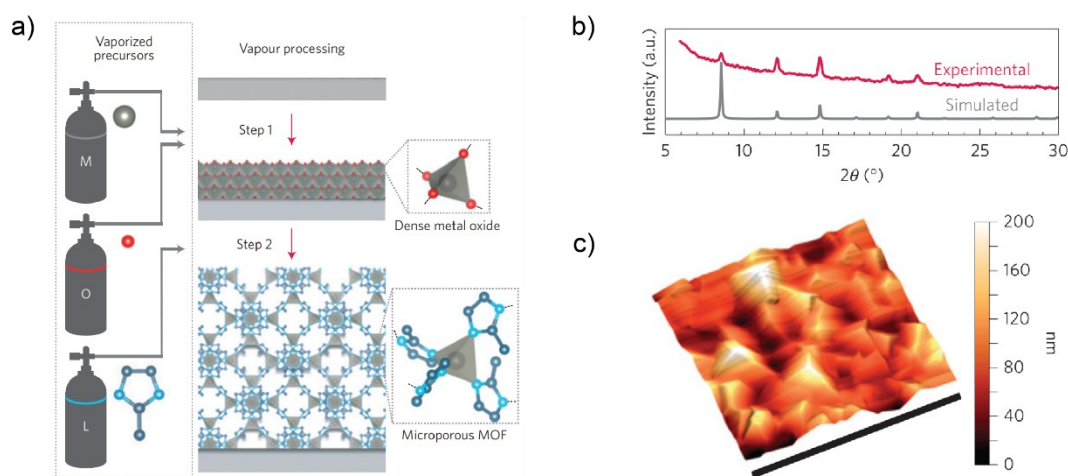 a)
Vaporized
precursors
M
O
L
Vapour processing
Step 1
Dense metal oxide
Step 2
Microporous MOF
b)
Intensity (a.u.)
Experimental
Simulated
5 10 15 20 25 30
2θ (°)
c)
200
160
120
80
40
0
nm